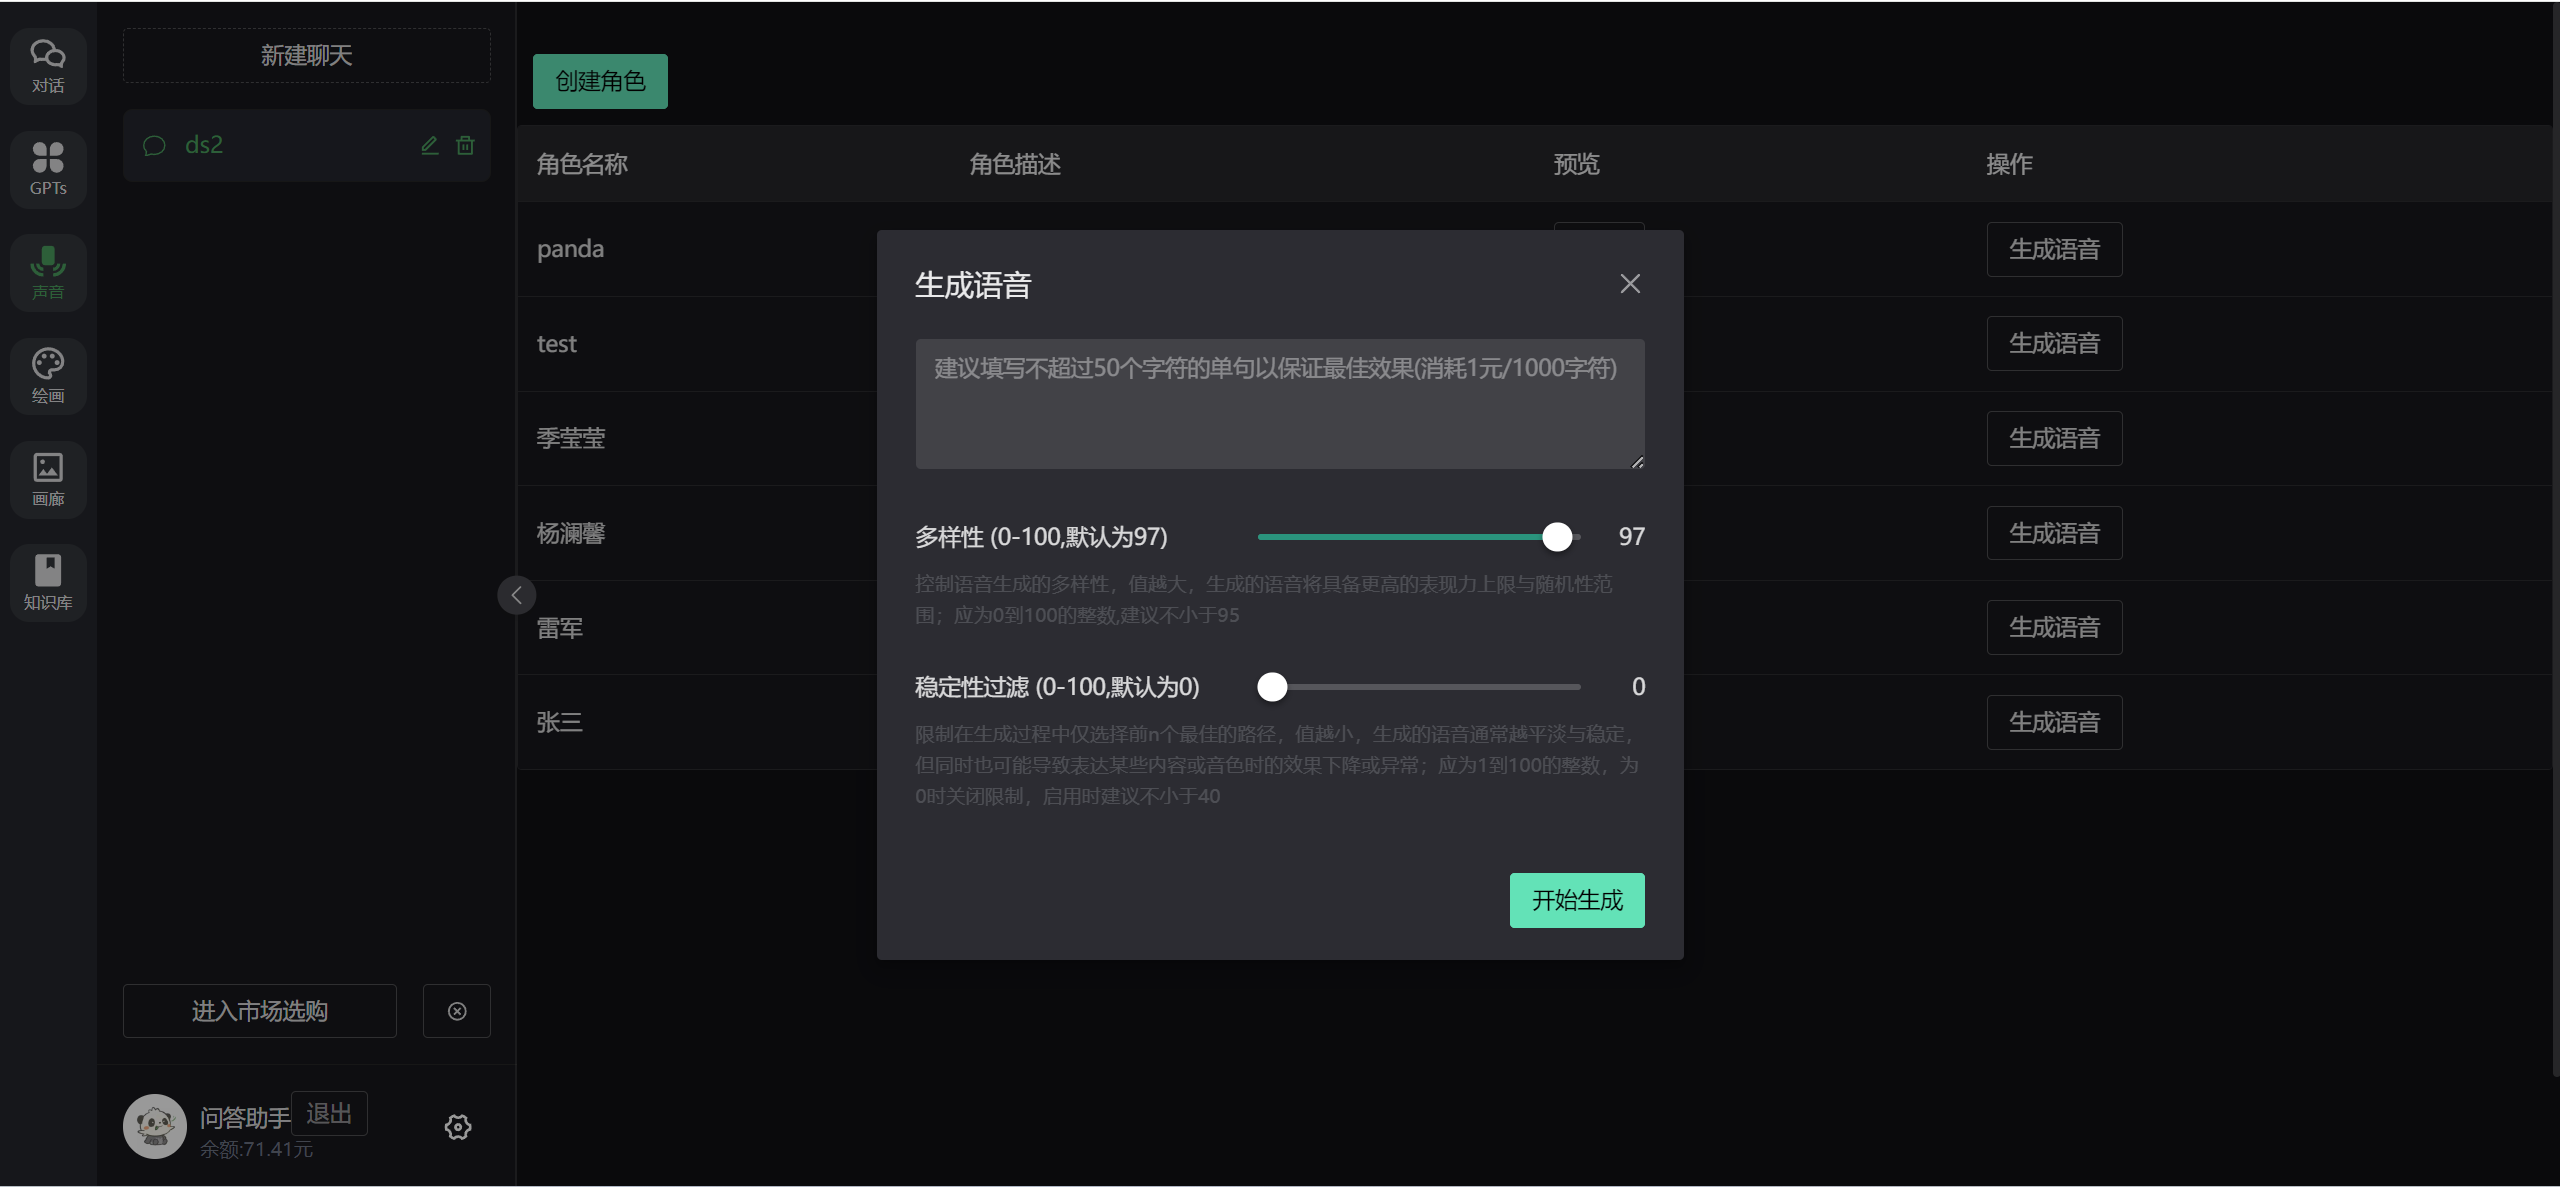 对话
GPTs
声音
绘画
画廊
知识库
新建聊天
ds2
进入市场选购
问答助手
退出
余额:71.41元
创建角色
角色名称 角色描述 预览 操作
panda 生成语音
test 生成语音
季莹莹 生成语音
杨澜馨 生成语音
雷军 生成语音
张三 生成语音
生成语音
建议填写不超过50个字符的单句以保证最佳效果(消耗1元/1000字符)
多样性 (0-100,默认为97) 97
控制语音生成的多样性，值越大，生成的语音将具备更高的表现力上限与随机性范
围；应为0到100的整数,建议不小于95
稳定性过滤 (0-100,默认为0) 0
限制在生成过程中仅选择前n个最佳的路径，值越小，生成的语音通常越平淡与稳定，
但同时也可能导致表达某些内容或音色时的效果下降或异常；应为1到100的整数，为
0时关闭限制，启用时建议不小于40
开始生成